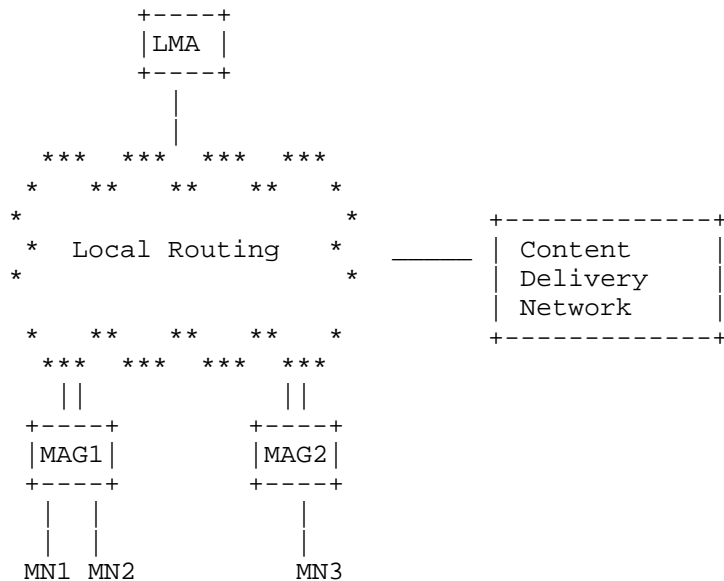 LMA
Local Routing
Content
Delivery
Network
MAG1 MAG2
MN1 MN2 MN3